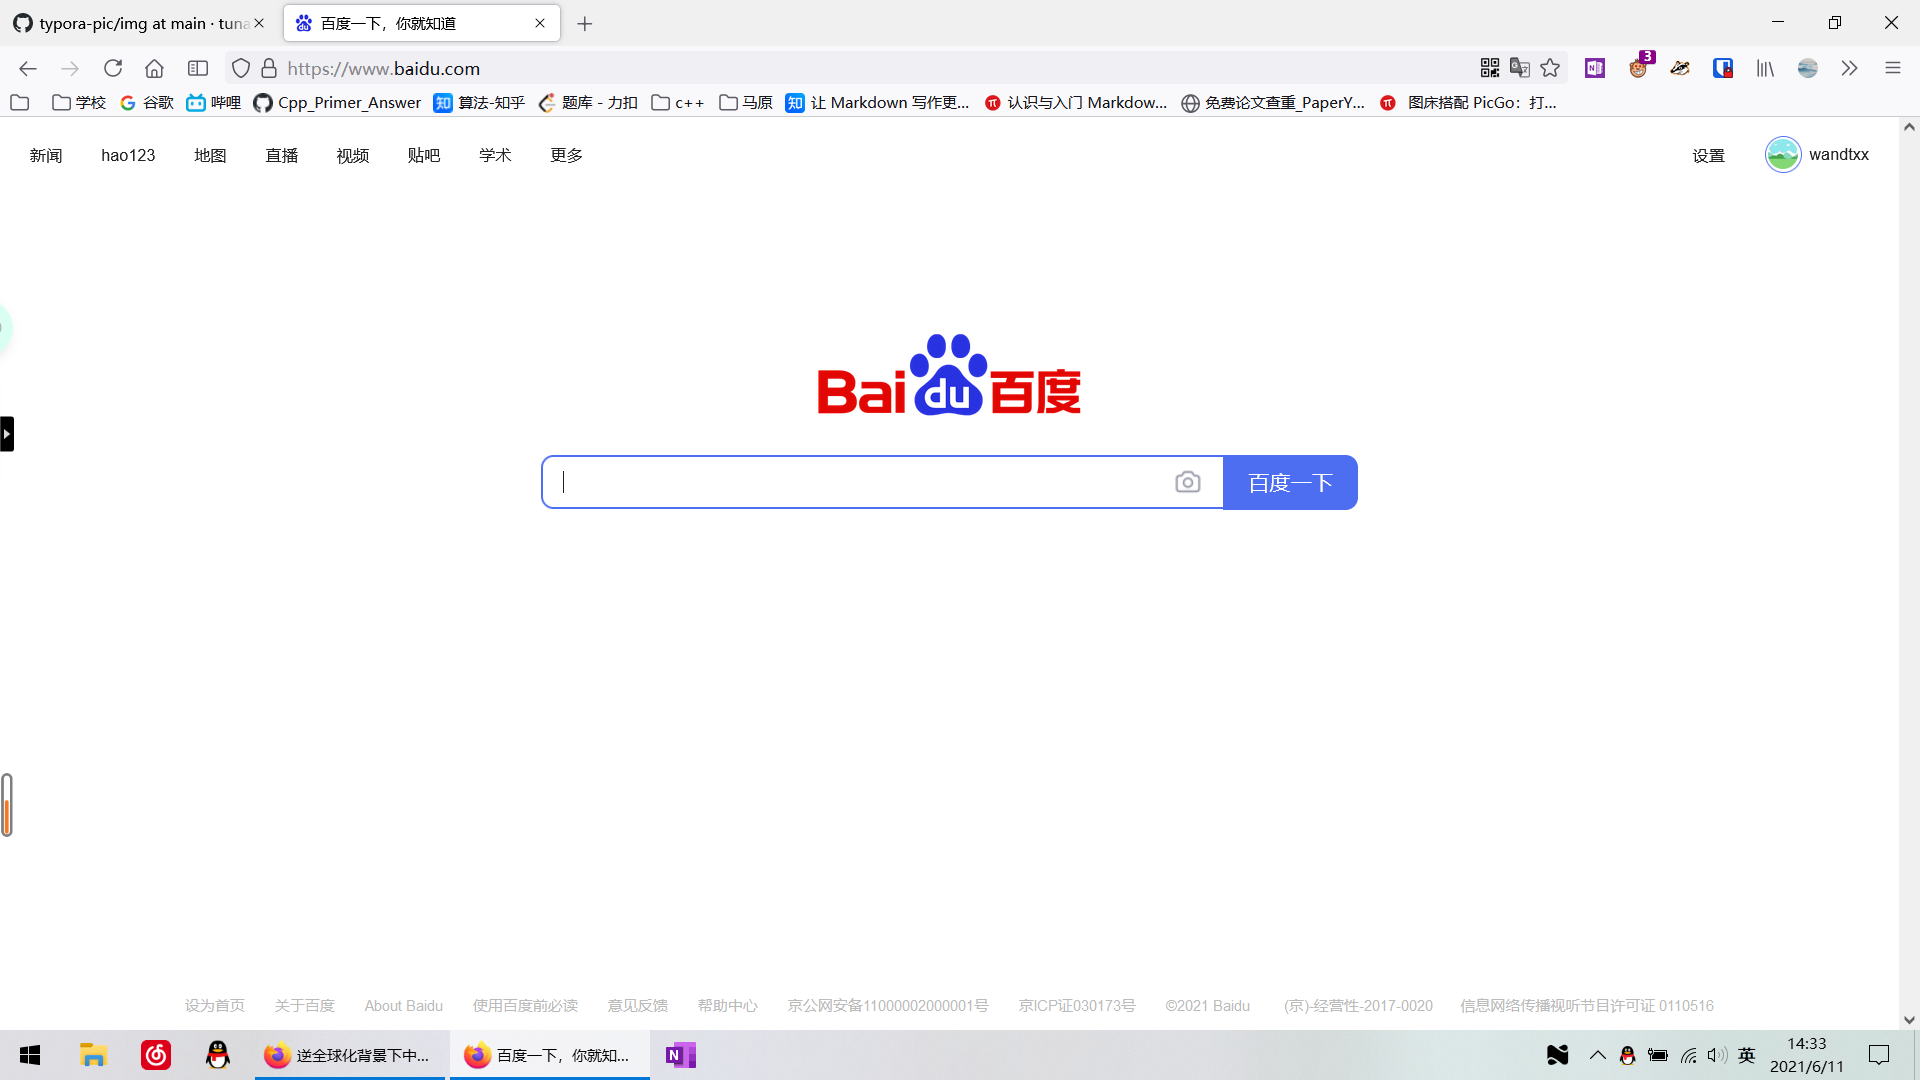 typora-pic/img at main · tuna
百度一下，你就知道
https://www.baidu.com
3
学校
谷歌
哔哩
Cpp_Primer_Answer
知 算法-知乎
题库 - 力扣
c++
马原
知 让 Markdown 写作更...
认识与入门 Markdow...
免费论文查重_PaperY...
图床搭配 PicGo：打...
新闻
hao123
地图
直播
视频
贴吧
学术
更多
设置
wandtxx
Bai du 百度
百度一下
设为首页
关于百度
About Baidu
使用百度前必读
意见反馈
帮助中心
京公网安备11000002000001号
京ICP证030173号
©2021 Baidu
(京)-经营性-2017-0020
信息网络传播视听节目许可证 0110516
逆全球化背景下中...
百度一下，你就知...
N
英
14:33
2021/6/11